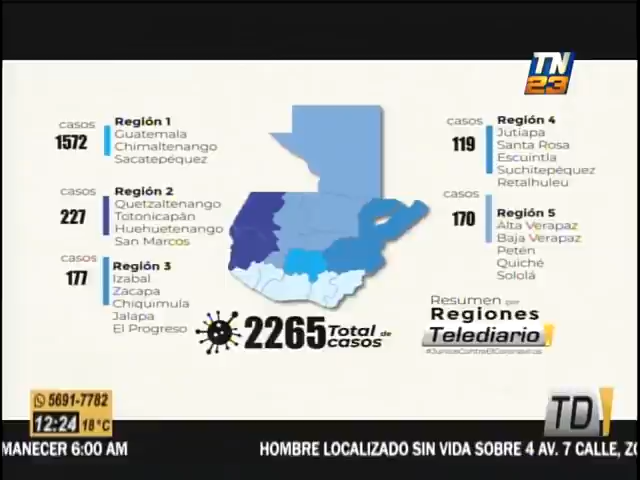 TN
23
casos
1572
Región 1
Guatemala
Chimaltenango
Sacatepéquez
casos
227
Región 2
Quetzaltenango
Totonicapán
Huehuetenango
San Marcos
casos
177
Región 3
Izabal
Zacapa
Chiquimula
Jalapa
El Progreso
casos
119
Región 4
Jutiapa
Santa Rosa
Escuintla
Suchitepéquez
Retalhuleu
casos
170
Región 5
Alta Verapaz
Baja Verapaz
Petén
Quiché
Sololá
2265 Total de
casos
Resumen por
Regiones
Telediario!
#JuntosContraElCoronavirus
5691-7782
12:24 18°C
TD!
MANECER 6:00 AM HOMBRE LOCALIZADO SIN VIDA SOBRE 4 AV. 7 CALLE, ZO